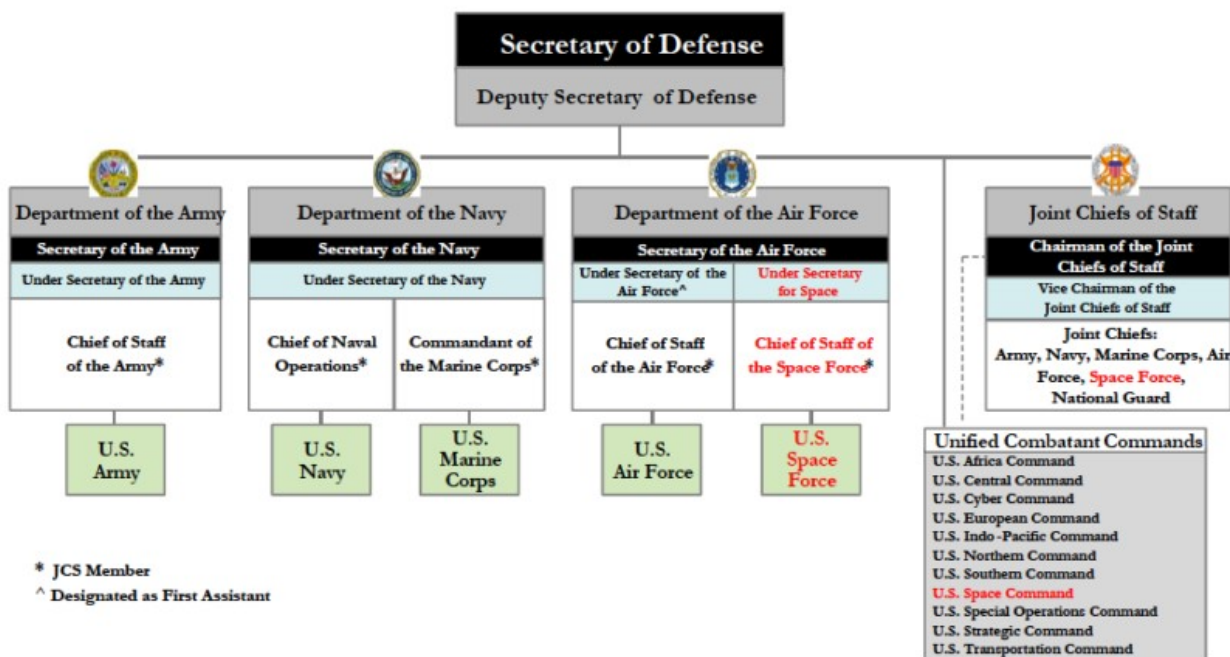 Secretary of Defense
Deputy Secretary of Defense
Department of the Army
Secretary of the Army
Under Secretary of the Army
Chief of Staff
of the Army*
U.S.
Army
Department of the Navy
Secretary of the Navy
Under Secretary of the Navy
Chief of Naval
Operations*
Commandant of
the Marine Corps*
U.S.
Navy
U.S.
Marine
Corps
Department of the Air Force
Secretary of the Air Force
Under Secretary of the
Air Force^
Under Secretary
for Space
Chief of Staff
of the Air Force*
Chief of Staff of
the Space Force*
U.S.
Air Force
U.S.
Space
Force
Joint Chiefs of Staff
Chairman of the Joint
Chiefs of Staff
Vice Chairman of the
Joint Chiefs of Staff
Joint Chiefs:
Army, Navy, Marine Corps, Air
Force, Space Force,
National Guard
Unified Combatant Commands
U.S. Africa Command
U.S. Central Command
U.S. Cyber Command
U.S. European Command
U.S. Indo-Pacific Command
U.S. Northern Command
U.S. Southern Command
U.S. Space Command
U.S. Special Operations Command
U.S. Strategic Command
U.S. Transportation Command
* JCS Member
^ Designated as First Assistant